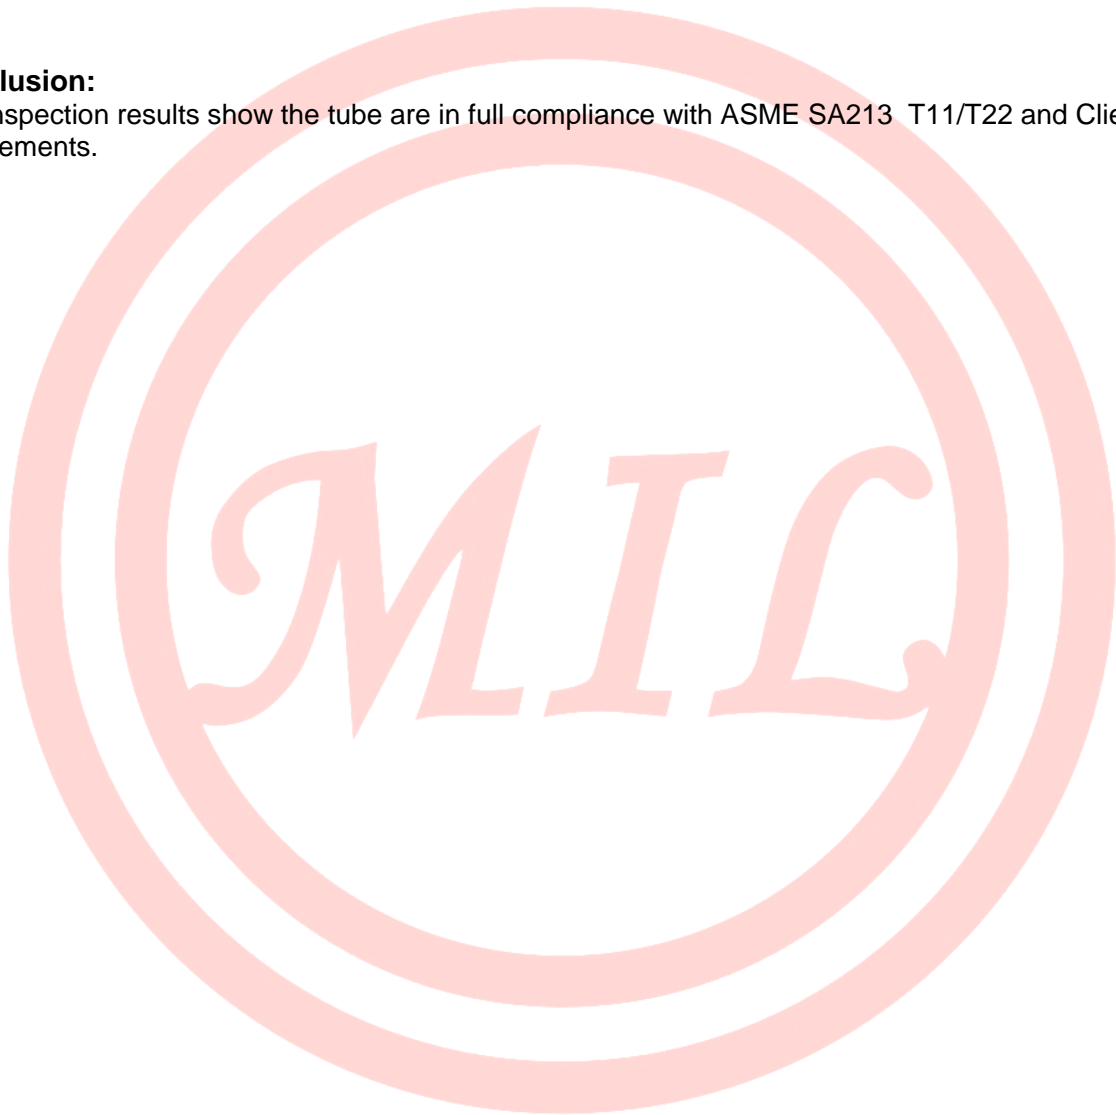 lusion:
nspection results show the tube are in full compliance with ASME SA213  T11/T22 and Clie
ements.
MIL